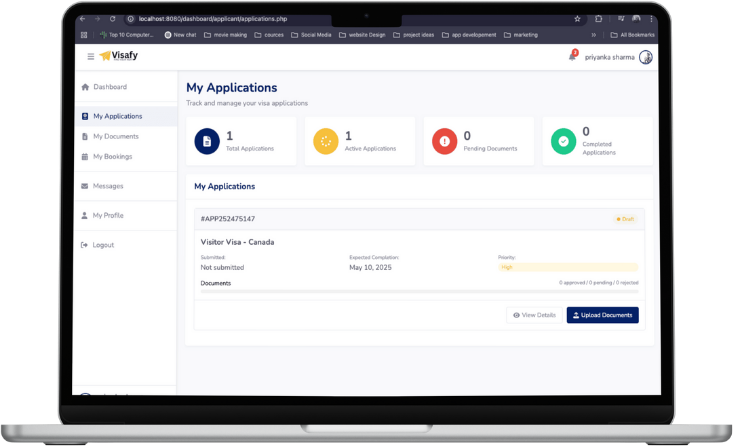 localhost:8080/dashboard/applicant/applications.php
Top 10 Computer...
New chat
movie making
cources
Social Media
website Design
project ideas
app developement
marketing
»
All Bookmarks
Visafy
3
priyanka sharma
Dashboard
My Applications
My Documents
My Bookings
Messages
My Profile
Logout
My Applications
Track and manage your visa applications
1
Total Applications
1
Active Applications
0
Pending Documents
0
Completed
Applications
My Applications
#APP252475147
Draft
Visitor Visa - Canada
Submitted:
Not submitted
Expected Completion:
May 10, 2025
Priority:
High
Documents
0 approved / 0 pending / 0 rejected
View Details
Upload Documents